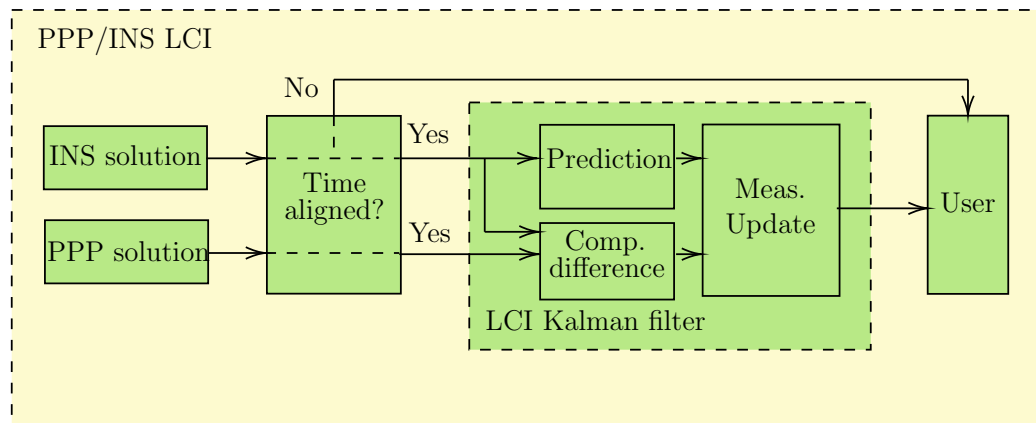 PPP/INS LCI
No
INS solution
PPP solution
Time
aligned?
Yes
Yes
Prediction
Comp.
difference
Meas.
Update
LCI Kalman filter
User